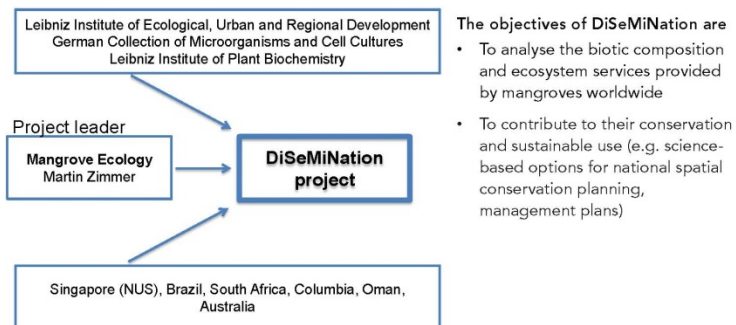 Leibniz Institute of Ecological, Urban and Regional Development
German Collection of Microorganisms and Cell Cultures
Leibniz Institute of Plant Biochemistry
Project leader
Mangrove Ecology
Martin Zimmer
DiSeMiNation
project
Singapore (NUS), Brazil, South Africa, Columbia, Oman,
Australia
The objectives of DiSeMiNation are
• To analyse the biotic composition
and ecosystem services provided
by mangroves worldwide
• To contribute to their conservation
and sustainable use (e.g. science-
based options for national spatial
conservation planning,
management plans)